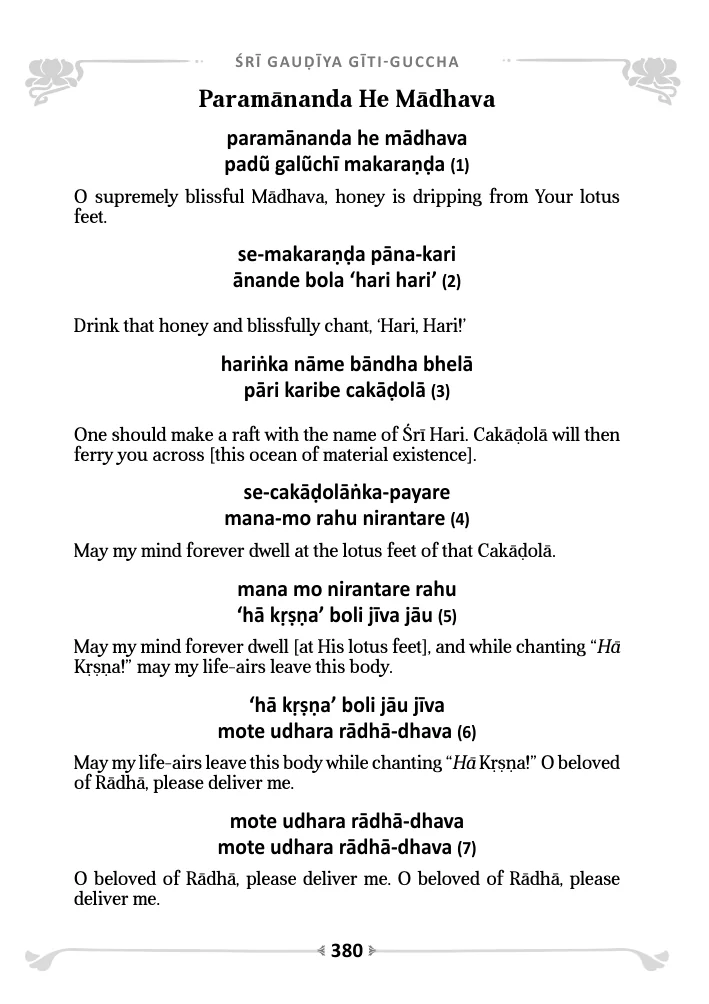 ŚRĪ GAUḌĪYA GĪTI-GUCCHA
Paramānanda He Mādhava
paramānanda he mādhava
padũ galũchī makaraṇḍa (1)
O supremely blissful Mādhava, honey is dripping from Your lotus
feet.
se-makaraṇḍa pāna-kari
ānande bola ‘hari hari’ (2)
Drink that honey and blissfully chant, ‘Hari, Hari!’
hariṅka nāme bāndha bhelā
pāri karibe cakāḍolā (3)
One should make a raft with the name of Śrī Hari. Cakāḍolā will then
ferry you across [this ocean of material existence].
se-cakāḍolāṅka-payare
mana-mo rahu nirantare (4)
May my mind forever dwell at the lotus feet of that Cakāḍolā.
mana mo nirantare rahu
‘hā kṛṣṇa’ boli jīva jāu (5)
May my mind forever dwell [at His lotus feet], and while chanting “Hā
Kṛṣṇa!” may my life-airs leave this body.
‘hā kṛṣṇa’ boli jāu jīva
mote udhara rādhā-dhava (6)
May my life-airs leave this body while chanting “Hā Kṛṣṇa!” O beloved
of Rādhā, please deliver me.
mote udhara rādhā-dhava
mote udhara rādhā-dhava (7)
O beloved of Rādhā, please deliver me. O beloved of Rādhā, please
deliver me.
380